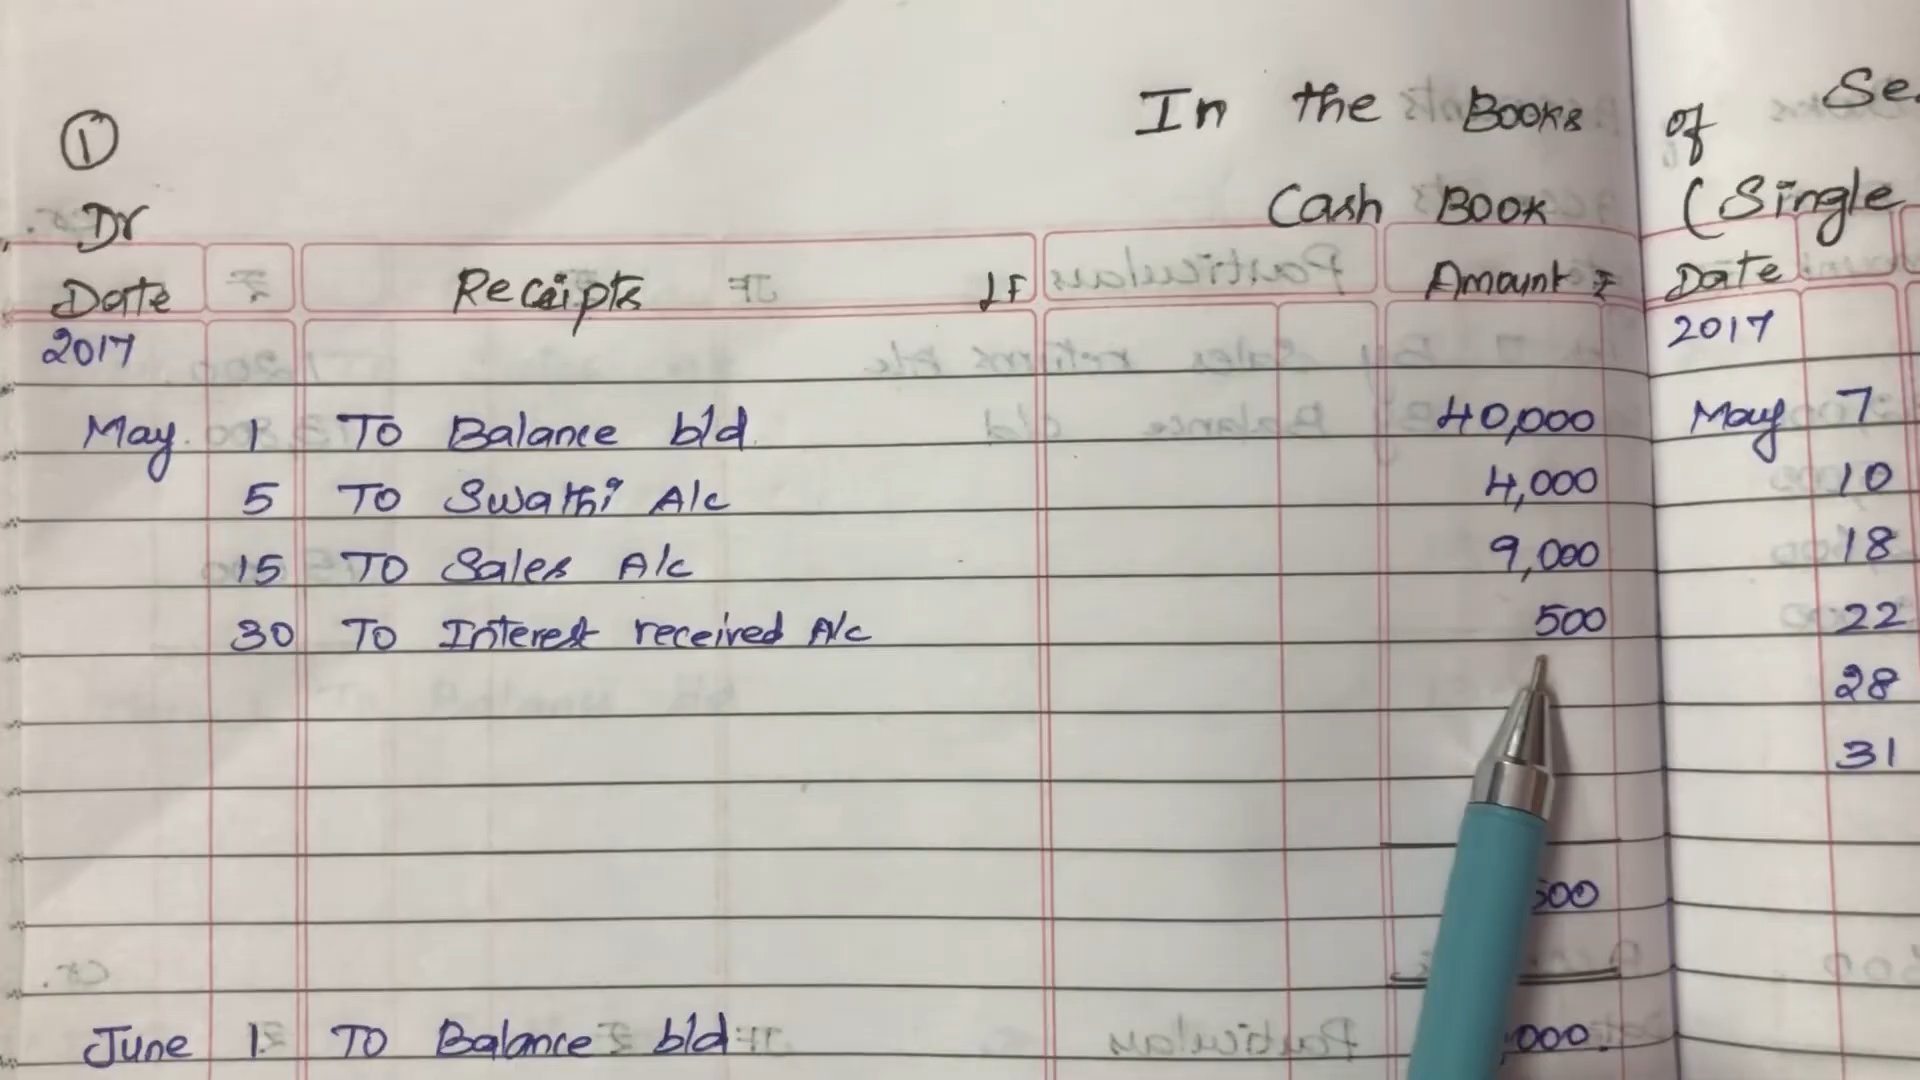 In the Books of Se
①
Cash Book (Single
Dr
Date Receipts LF Amount ₹ Date
2017 2017
May 1 To Balance b/d 40,000 May 7
5 To Swathi A/c 4,000 10
15 To Sales A/c 9,000 18
30 To Interest received A/c 500 22
28
31
500
June 1 To Balance b/d ,000